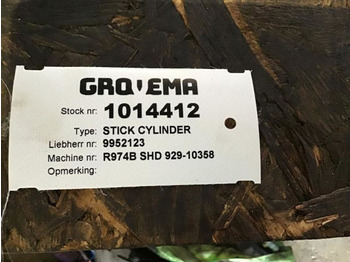 GROVEMA
Stock nr: 1014412
Type: STICK CYLINDER
Liebherr nr: 9952123
Machine nr: R974B SHD 929-10358
Opmerking: